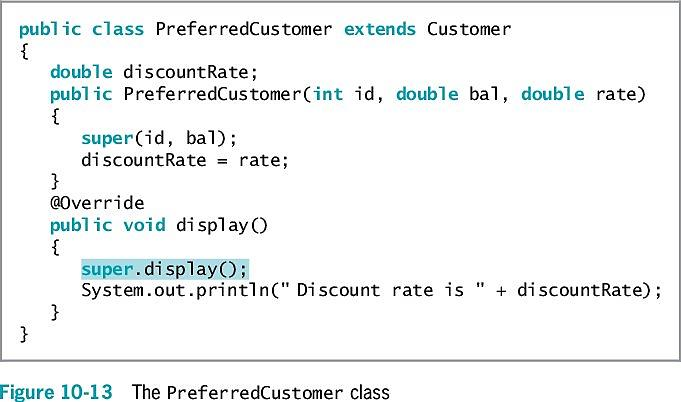 public class PreferredCustomer extends Customer
{
double discountRate;
public PreferredCustomer(int id, double bal, double rate)
{
super(id, bal);
discountRate = rate;
}
@Override
public void display()
{
super.display();
System.out.println(" Discount rate is " + discountRate);
}
}
Figure 10-13 The PreferredCustomer class